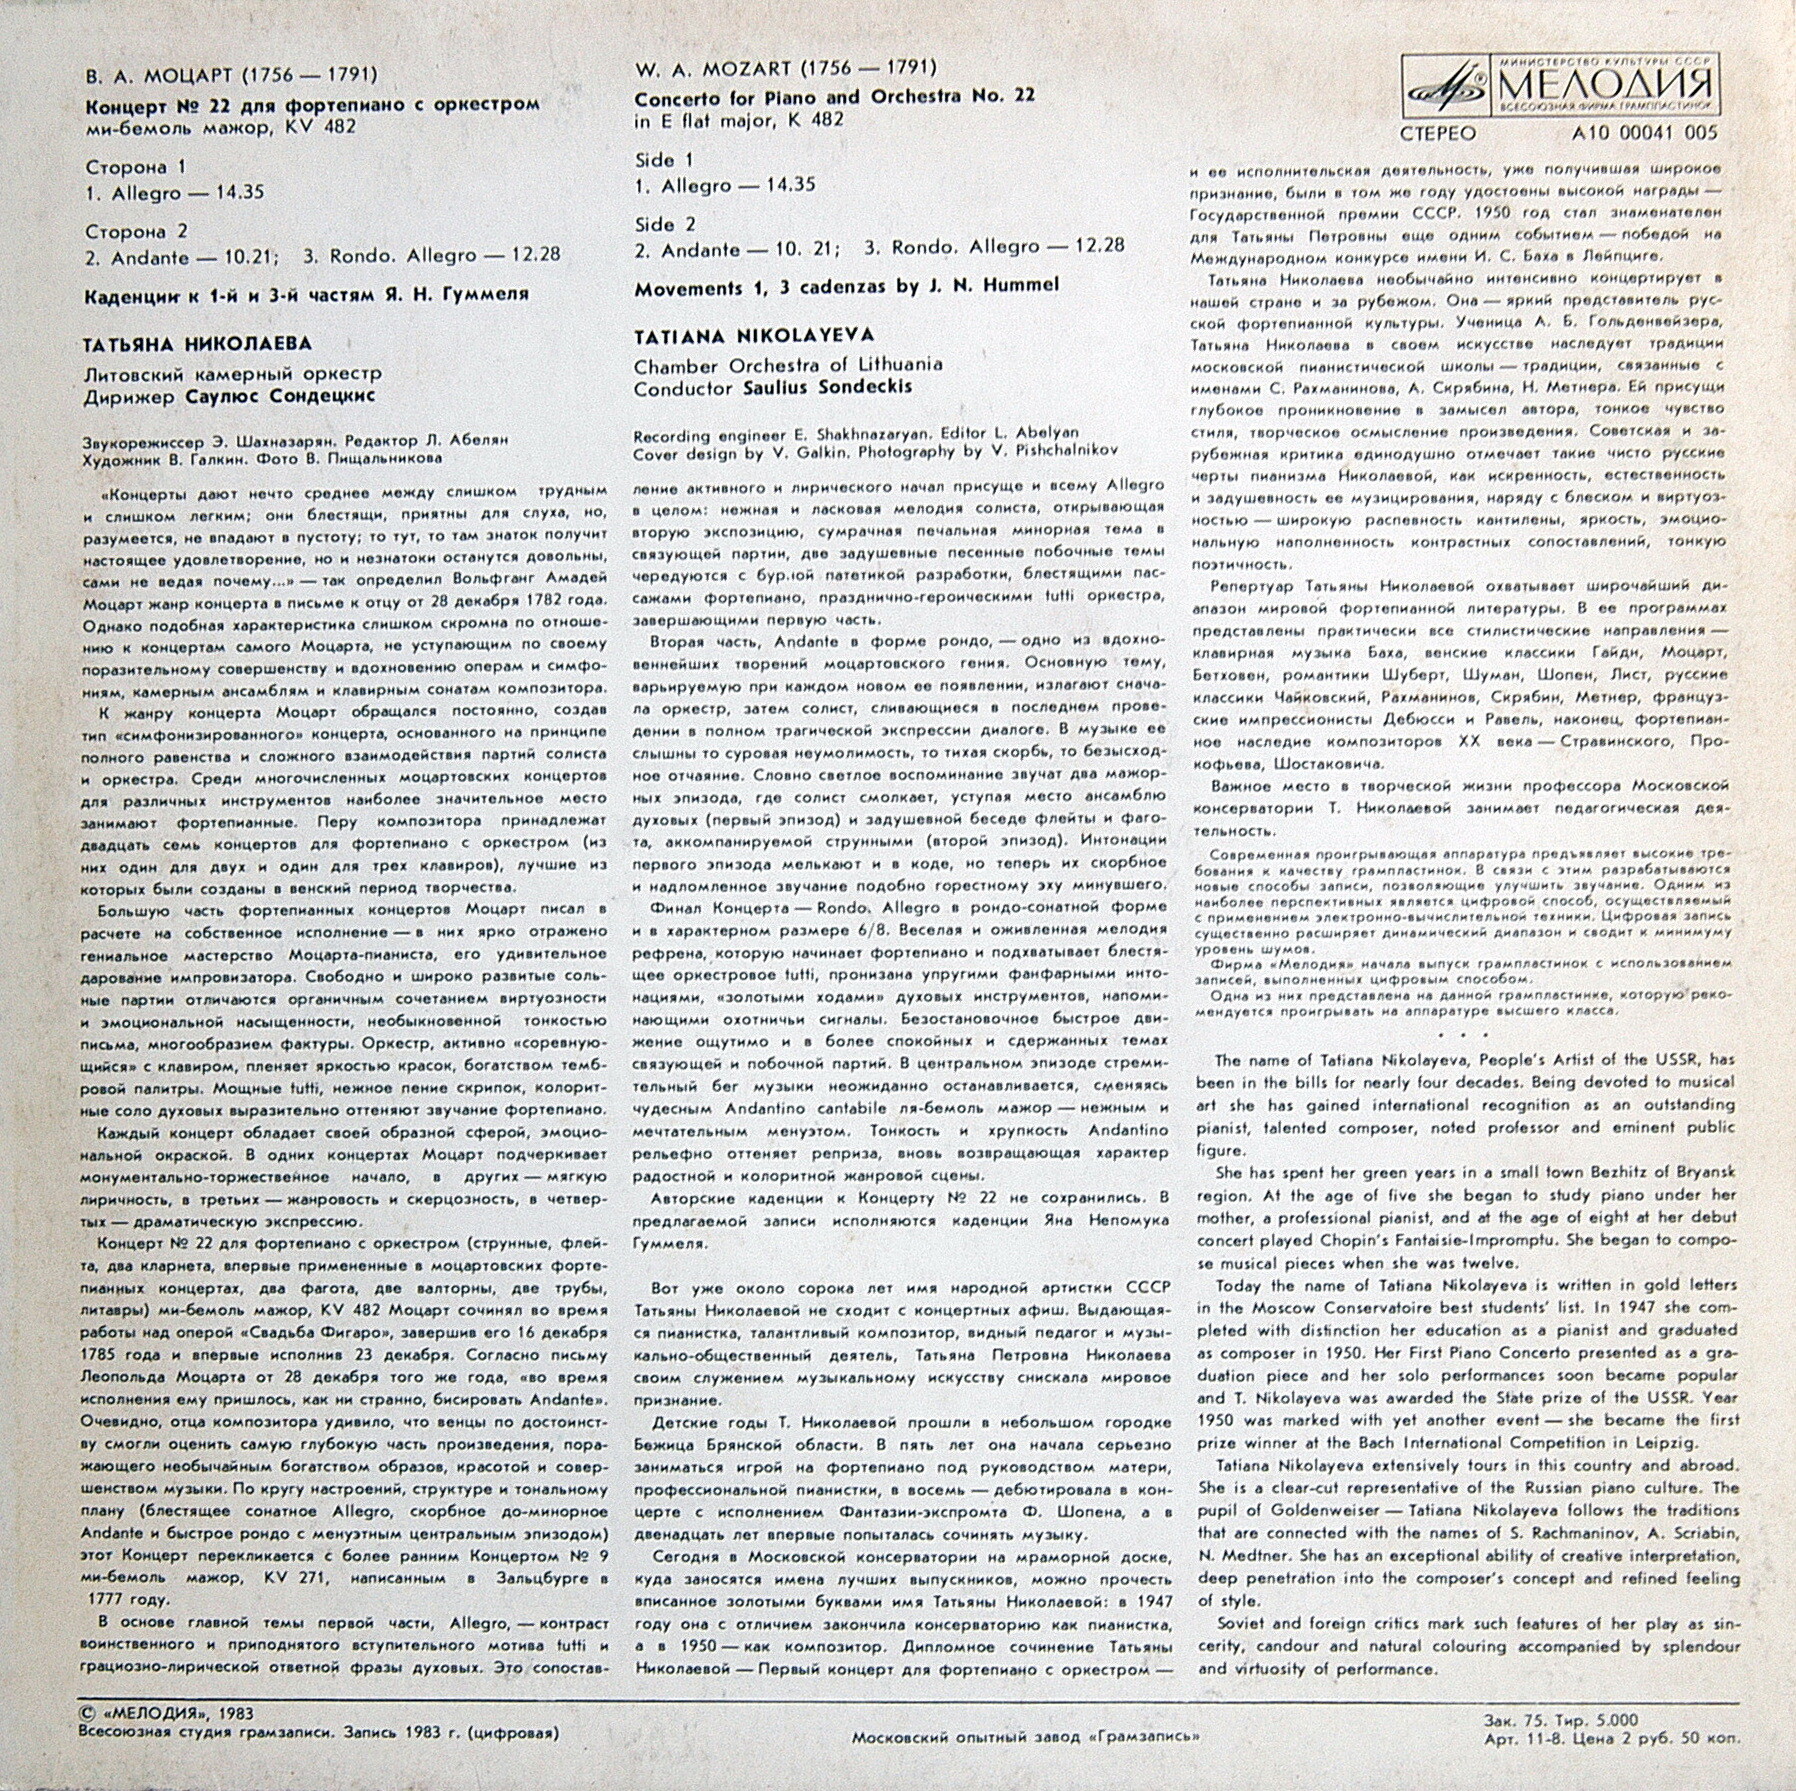 В. А. МОЦАРТ (1756 — 1791)
Концерт № 22 для фортепиано с оркестром
ми-бемоль мажор, KV 482
Сторона 1
1. Allegro — 14.35
Сторона 2
2. Andante — 10.21; 3. Rondo. Allegro — 12.28
Каденции к 1-й и 3-й частям Я. Н. Гуммеля
ТАТЬЯНА НИКОЛАЕВА
Литовский камерный оркестр
Дирижер Саулюс Сондецкис
Звукорежиссер Э. Шахназарян. Редактор Л. Абелян
Художник В. Галкин. Фото В. Пищальникова
«Концерты дают нечто среднее между слишком трудным
и слишком легким; они блестящи, приятны для слуха, но,
разумеется, не впадают в пустоту; то тут, то там знаток получит
настоящее удовлетворение, но и незнатоки останутся довольны,
сами не ведая почему...» — так определил Вольфганг Амадей
Моцарт жанр концерта в письме к отцу от 28 декабря 1782 года.
Однако подобная характеристика слишком скромна по отноше-
нию к концертам самого Моцарта, не уступающим по своему
поразительному совершенству и вдохновению операм и симфо-
ниям, камерным ансамблям и клавирным сонатам композитора.
К жанру концерта Моцарт обращался постоянно, создав
тип «симфонизированного» концерта, основанного на принципе
полного равенства и сложного взаимодействия партий солиста
и оркестра. Среди многочисленных моцартовских концертов
для различных инструментов наиболее значительное место
занимают фортепианные. Перу композитора принадлежат
двадцать семь концертов для фортепиано с оркестром (из
них один для двух и один для трех клавиров), лучшие из
которых были созданы в венский период творчества.
Большую часть фортепианных концертов Моцарт писал в
расчете на собственное исполнение — в них ярко отражено
гениальное мастерство Моцарта-пианиста, его удивительное
дарование импровизатора. Свободно и широко развитые соль-
ные партии отличаются органичным сочетанием виртуозности
и эмоциональной насыщенности, необыкновенной тонкостью
письма, многообразием фактуры. Оркестр, активно «соревную-
щийся» с клавиром, пленяет яркостью красок, богатством темб-
ровой палитры. Мощные tutti, нежное пение скрипок, колорит-
ные соло духовых выразительно оттеняют звучание фортепиано.
Каждый концерт обладает своей образной сферой, эмоцио-
нальной окраской. В одних концертах Моцарт подчеркивает
монументально-торжественное начало, в других — мягкую
лиричность, в третьих — жанровость и скерцозность, в четвер-
тых — драматическую экспрессию.
Концерт № 22 для фортепиано с оркестром (струнные, флей-
та, два кларнета, впервые примененные в моцартовских форте-
пианных концертах, два фагота, две валторны, две трубы,
литавры) ми-бемоль мажор, KV 482 Моцарт сочинял во время
работы над оперой «Свадьба Фигаро», завершив его 16 декабря
1785 года и впервые исполнив 23 декабря. Согласно письму
Леопольда Моцарта от 28 декабря того же года, «во время
исполнения ему пришлось, как ни странно, бисировать Andante».
Очевидно, отца композитора удивило, что венцы по достоинст-
ву смогли оценить самую глубокую часть произведения, пора-
жающего необычайным богатством образов, красотой и совер-
шенством музыки. По кругу настроений, структуре и тональному
плану (блестящее сонатное Allegro, скорбное до-минорное
Andante и быстрое рондо с менуэтным центральным эпизодом)
этот Концерт перекликается с более ранним Концертом № 9
ми-бемоль мажор, KV 271, написанным в Зальцбурге в
1777 году.
В основе главной темы первой части, Allegro, — контраст
воинственного и приподнятого вступительного мотива tutti и
грациозно-лирической ответной фразы духовых. Это сопостав-
W. A. MOZART (1756 — 1791)
Concerto for Piano and Orchestra No. 22
in E flat major, K 482
Side 1
1. Allegro — 14.35
Side 2
2. Andante — 10. 21; 3. Rondo. Allegro — 12.28
Movements 1, 3 cadenzas by J. N. Hummel
TATIANA NIKOLAYEVA
Chamber Orchestra of Lithuania
Conductor Saulius Sondeckis
Recording engineer E. Shakhnazaryan. Editor L. Abelyan
Cover design by V. Galkin. Photography by V. Pishchalnikov
ление активного и лирического начал присуще и всему Allegro
в целом: нежная и ласковая мелодия солиста, открывающая
вторую экспозицию, сумрачная печальная минорная тема в
связующей партии, две задушевные песенные побочные темы
чередуются с бурной патетикой разработки, блестящими пас-
сажами фортепиано, празднично-героическими tutti оркестра,
завершающими первую часть.
Вторая часть, Andante в форме рондо, — одно из вдохно-
веннейших творений моцартовского гения. Основную тему,
варьируемую при каждом новом ее появлении, излагают снача-
ла оркестр, затем солист, сливающиеся в последнем прове-
дении в полном трагической экспрессии диалоге. В музыке ее
слышны то суровая неумолимость, то тихая скорбь, то безысход-
ное отчаяние. Словно светлое воспоминание звучат два мажор-
ных эпизода, где солист смолкает, уступая место ансамблю
духовых (первый эпизод) и задушевной беседе флейты и фаго-
та, аккомпанируемой струнными (второй эпизод). Интонации
первого эпизода мелькают и в коде, но теперь их скорбное
и надломленное звучание подобно горестному эху минувшего.
Финал Концерта — Rondo. Allegro в рондо-сонатной форме
и в характерном размере 6/8. Веселая и оживленная мелодия
рефрена, которую начинает фортепиано и подхватывает блестя-
щее оркестровое tutti, пронизана упругими фанфарными инто-
нациями, «золотыми ходами» духовых инструментов, напоми-
нающими охотничьи сигналы. Безостановочное быстрое дви-
жение ощутимо и в более спокойных и сдержанных темах
связующей и побочной партий. В центральном эпизоде стреми-
тельный бег музыки неожиданно останавливается, сменяясь
чудесным Andantino cantabile ля-бемоль мажор — нежным и
мечтательным менуэтом. Тонкость и хрупкость Andantino
рельефно оттеняет реприза, вновь возвращающая характер
радостной и колоритной жанровой сцены.
Авторские каденции к Концерту № 22 не сохранились. В
предлагаемой записи исполняются каденции Яна Непомука
Гуммеля.
Вот уже около сорока лет имя народной артистки СССР
Татьяны Николаевой не сходит с концертных афиш. Выдающая-
ся пианистка, талантливый композитор, видный педагог и музы-
кально-общественный деятель, Татьяна Петровна Николаева
своим служением музыкальному искусству снискала мировое
признание.
Детские годы Т. Николаевой прошли в небольшом городке
Бежица Брянской области. В пять лет она начала серьезно
заниматься игрой на фортепиано под руководством матери,
профессиональной пианистки, в восемь — дебютировала в кон-
церте с исполнением Фантазии-экспромта Ф. Шопена, а в
двенадцать лет впервые попыталась сочинять музыку.
Сегодня в Московской консерватории на мраморной доске,
куда заносятся имена лучших выпускников, можно прочесть
вписанное золотыми буквами имя Татьяны Николаевой: в 1947
году она с отличием закончила консерваторию как пианистка,
а в 1950 — как композитор. Дипломное сочинение Татьяны
Николаевой — Первый концерт для фортепиано с оркестром —
МИНИСТЕРСТВО КУЛЬТУРЫ СССР
МЕЛОДИЯ
ВСЕСОЮЗНАЯ ФИРМА ГРАМПЛАСТИНОК
СТЕРЕО А10 00041 005
и ее исполнительская деятельность, уже получившая широкое
признание, были в том же году удостоены высокой награды —
Государственной премии СССР. 1950 год стал знаменателен
для Татьяны Петровны еще одним событием — победой на
Международном конкурсе имени И. С. Баха в Лейпциге.
Татьяна Николаева необычайно интенсивно концертирует в
нашей стране и за рубежом. Она — яркий представитель рус-
ской фортепианной культуры. Ученица А. Б. Гольденвейзера,
Татьяна Николаева в своем искусстве наследует традиции
московской пианистической школы — традиции, связанные с
именами С. Рахманинова, А. Скрябина, Н. Метнера. Ей присущи
глубокое проникновение в замысел автора, тонкое чувство
стиля, творческое осмысление произведения. Советская и за-
рубежная критика единодушно отмечает такие чисто русские
черты пианизма Николаевой, как искренность, естественность
и задушевность ее музицирования, наряду с блеском и виртуоз-
ностью — широкую распевность кантилены, яркость, эмоцио-
нальную наполненность контрастных сопоставлений, тонкую
поэтичность.
Репертуар Татьяны Николаевой охватывает широчайший ди-
апазон мировой фортепианной литературы. В ее программах
представлены практически все стилистические направления —
клавирная музыка Баха, венские классики Гайдн, Моцарт,
Бетховен, романтики Шуберт, Шуман, Шопен, Лист, русские
классики Чайковский, Рахманинов, Скрябин, Метнер, француз-
ские импрессионисты Дебюсси и Равель, наконец, фортепиан-
ное наследие композиторов XX века — Стравинского, Про-
кофьева, Шостаковича.
Важное место в творческой жизни профессора Московской
консерватории Т. Николаевой занимает педагогическая дея-
тельность.
Современная проигрывающая аппаратура предъявляет высокие тре-
бования к качеству грампластинок. В связи с этим разрабатываются
новые способы записи, позволяющие улучшить звучание. Одним из
наиболее перспективных является цифровой способ, осуществляемый
с применением электронно-вычислительной техники. Цифровая запись
существенно расширяет динамический диапазон и сводит к минимуму
уровень шумов.
Фирма «Мелодия» начала выпуск грампластинок с использованием
записей, выполненных цифровым способом.
Одна из них представлена на данной грампластинке, которую реко-
мендуется проигрывать на аппаратуре высшего класса.
· · ·
The name of Tatiana Nikolayeva, People's Artist of the USSR, has
been in the bills for nearly four decades. Being devoted to musical
art she has gained international recognition as an outstanding
pianist, talented composer, noted professor and eminent public
figure.
She has spent her green years in a small town Bezhitz of Bryansk
region. At the age of five she began to study piano under her
mother, a professional pianist, and at the age of eight at her debut
concert played Chopin's Fantaisie-Impromptu. She began to compo-
se musical pieces when she was twelve.
Today the name of Tatiana Nikolayeva is written in gold letters
in the Moscow Conservatoire best students' list. In 1947 she com-
pleted with distinction her education as a pianist and graduated
as composer in 1950. Her First Piano Concerto presented as a gra-
duation piece and her solo performances soon became popular
and T. Nikolayeva was awarded the State prize of the USSR. Year
1950 was marked with yet another event — she became the first
prize winner at the Bach International Competition in Leipzig.
Tatiana Nikolayeva extensively tours in this country and abroad.
She is a clear-cut representative of the Russian piano culture. The
pupil of Goldenweiser — Tatiana Nikolayeva follows the traditions
that are connected with the names of S. Rachmaninov, A. Scriabin,
N. Medtner. She has an exceptional ability of creative interpretation,
deep penetration into the composer's concept and refined feeling
of style.
Soviet and foreign critics mark such features of her play as sin-
cerity, candour and natural colouring accompanied by splendour
and virtuosity of performance.
© «МЕЛОДИЯ», 1983
Всесоюзная студия грамзаписи. Запись 1983 г. (цифровая)
Московский опытный завод «Грамзапись»
Зак. 75. Тир. 5.000
Арт. 11-8. Цена 2 руб. 50 коп.